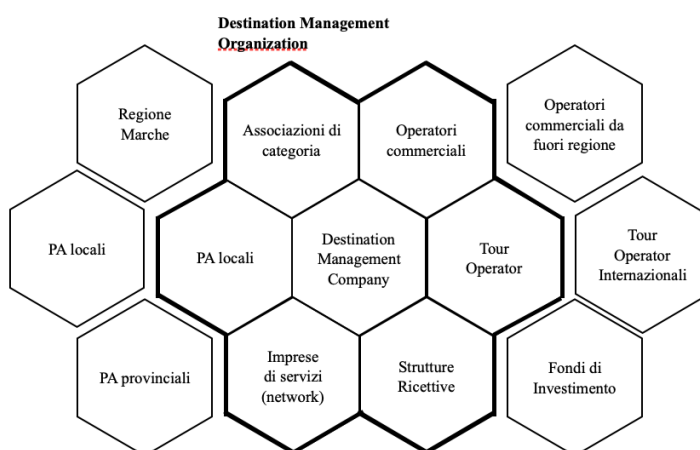 Destination Management
Organization
Regione
Marche
Associazioni di
categoria
Operatori
commerciali
Operatori
commerciali da
fuori regione
PA locali
PA locali
Destination
Management
Company
Tour
Operator
Tour
Operator
Internazionali
PA provinciali
Imprese
di servizi
(network)
Strutture
Ricettive
Fondi di
Investimento